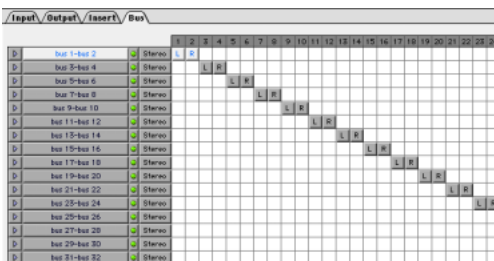 Input Output Insert Bus
1 2 3 4 5 6 7 8 9 10 11 12 13 14 15 16 17 18 19 20 21 22 23
bus 1-bus 2 Stereo L R
bus 3-bus 4 Stereo L R
bus 5-bus 6 Stereo L R
bus 7-bus 8 Stereo L R
bus 9-bus 10 Stereo L R
bus 11-bus 12 Stereo L R
bus 13-bus 14 Stereo L R
bus 15-bus 16 Stereo L R
bus 17-bus 18 Stereo L R
bus 19-bus 20 Stereo L R
bus 21-bus 22 Stereo L R
bus 23-bus 24 Stereo L
bus 25-bus 26 Stereo
bus 27-bus 28 Stereo
bus 29-bus 30 Stereo
bus 31-bus 32 Stereo